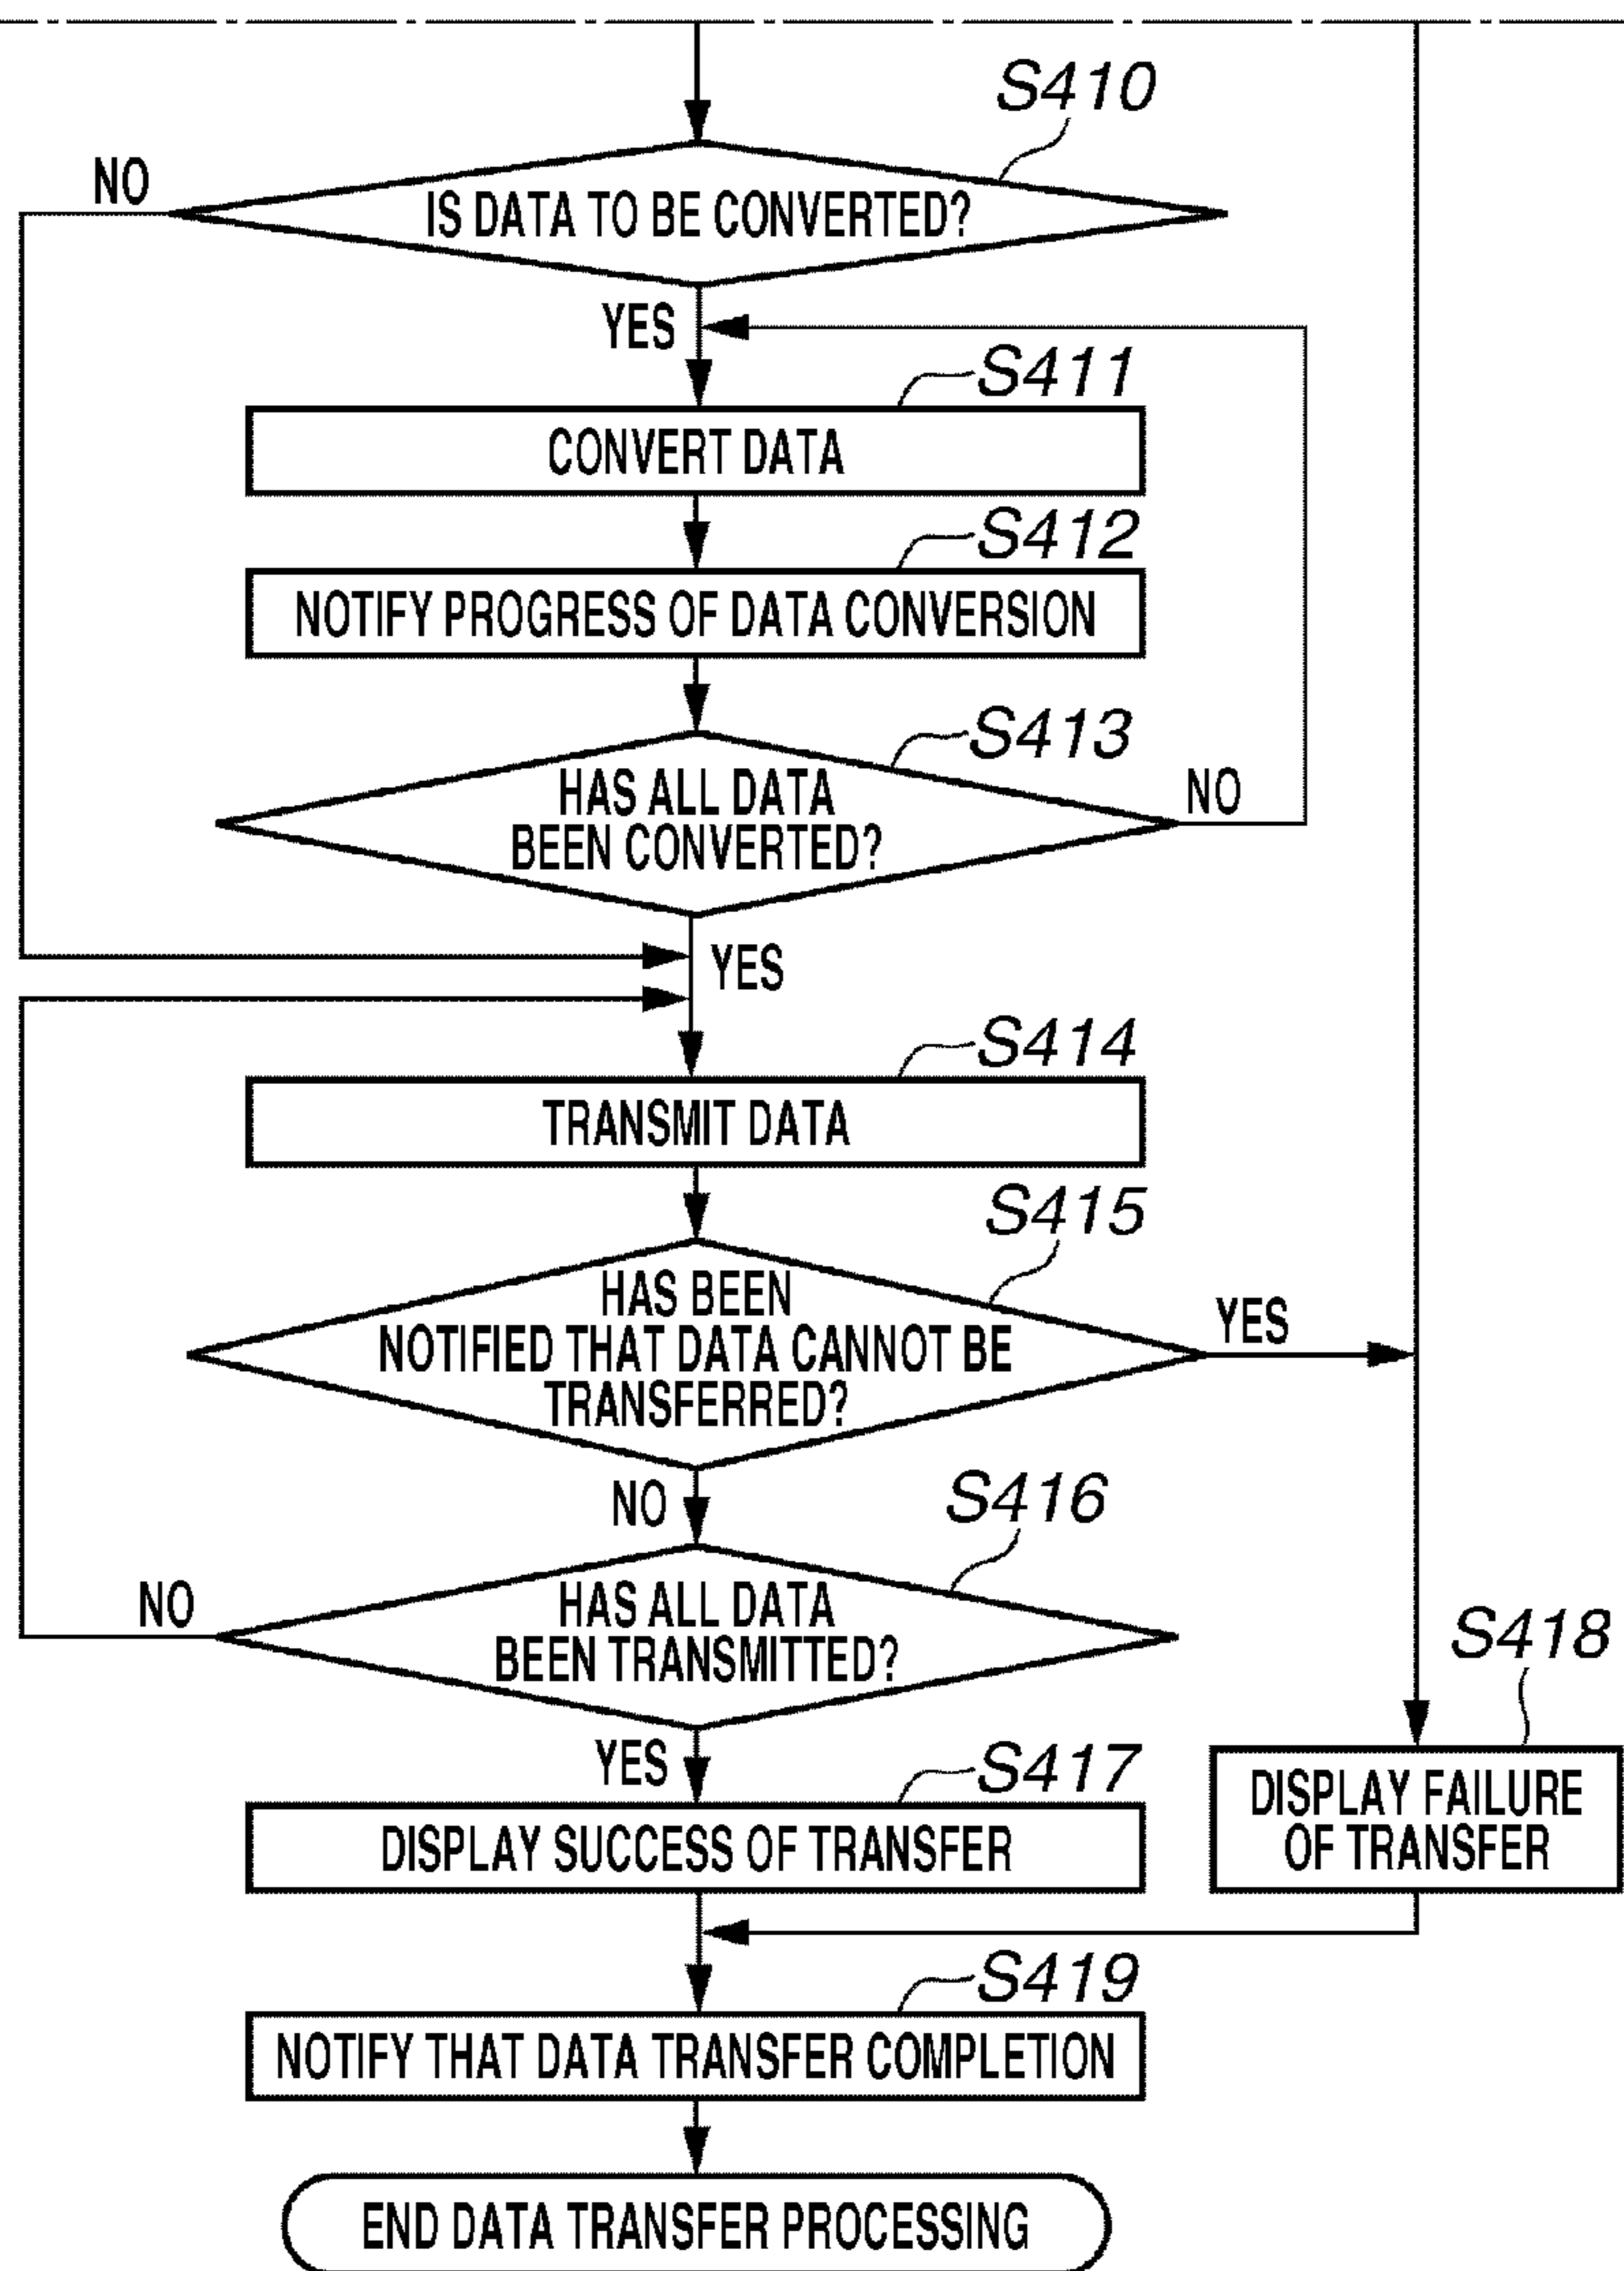 S410
NO
IS DATA TO BE CONVERTED?
YES
S411
CONVERT DATA
S412
NOTIFY PROGRESS OF DATA CONVERSION
S413
HAS ALL DATA
BEEN CONVERTED?
NO
YES
S414
TRANSMIT DATA
S415
HAS BEEN
NOTIFIED THAT DATA CANNOT BE
TRANSFERRED?
YES
NO
S416
HAS ALL DATA
BEEN TRANSMITTED?
NO
YES
S417
DISPLAY SUCCESS OF TRANSFER
S418
DISPLAY FAILURE
OF TRANSFER
S419
NOTIFY THAT DATA TRANSFER COMPLETION
END DATA TRANSFER PROCESSING